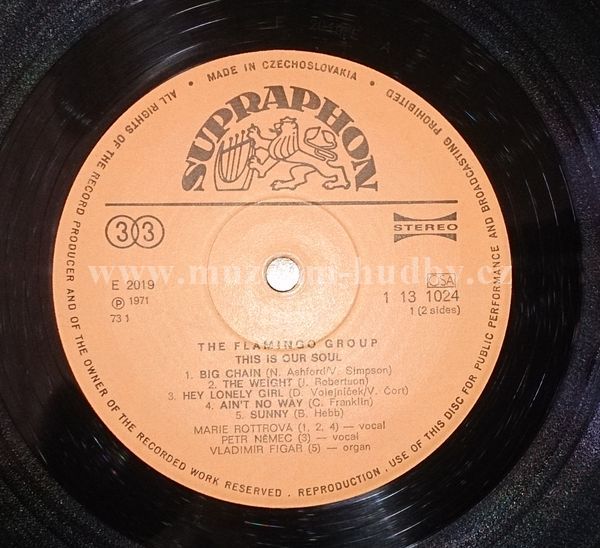 • MADE IN CZECHOSLOVAKIA •
ALL RIGHTS OF THE RECORD PRODUCER AND OF THE OWNER OF THE RECORDED WORK RESERVED . REPRODUCTION . USE OF THIS DISC FOR PUBLIC PERFORMANCE AND BROADCASTING PROHIBITED
SUPRAPHON
33
STEREO
www.muzeum-hudby.cz
E 2019
OSA
Ⓟ 1971
1 13 1024
73 1
1 (2 sides)
THE FLAMINGO GROUP
THIS IS OUR SOUL
1. BIG CHAIN (N. Ashford/V. Simpson)
2. THE WEIGHT (J. Robertson)
3. HEY LONELY GIRL (D. Volejníček/V. Čort)
4. AIN'T NO WAY (C. Franklin)
5. SUNNY (B. Hebb)
MARIE ROTTROVÁ (1, 2, 4) — vocal
PETR NĚMEC (3) — vocal
VLADIMÍR FIGAR (5) — organ